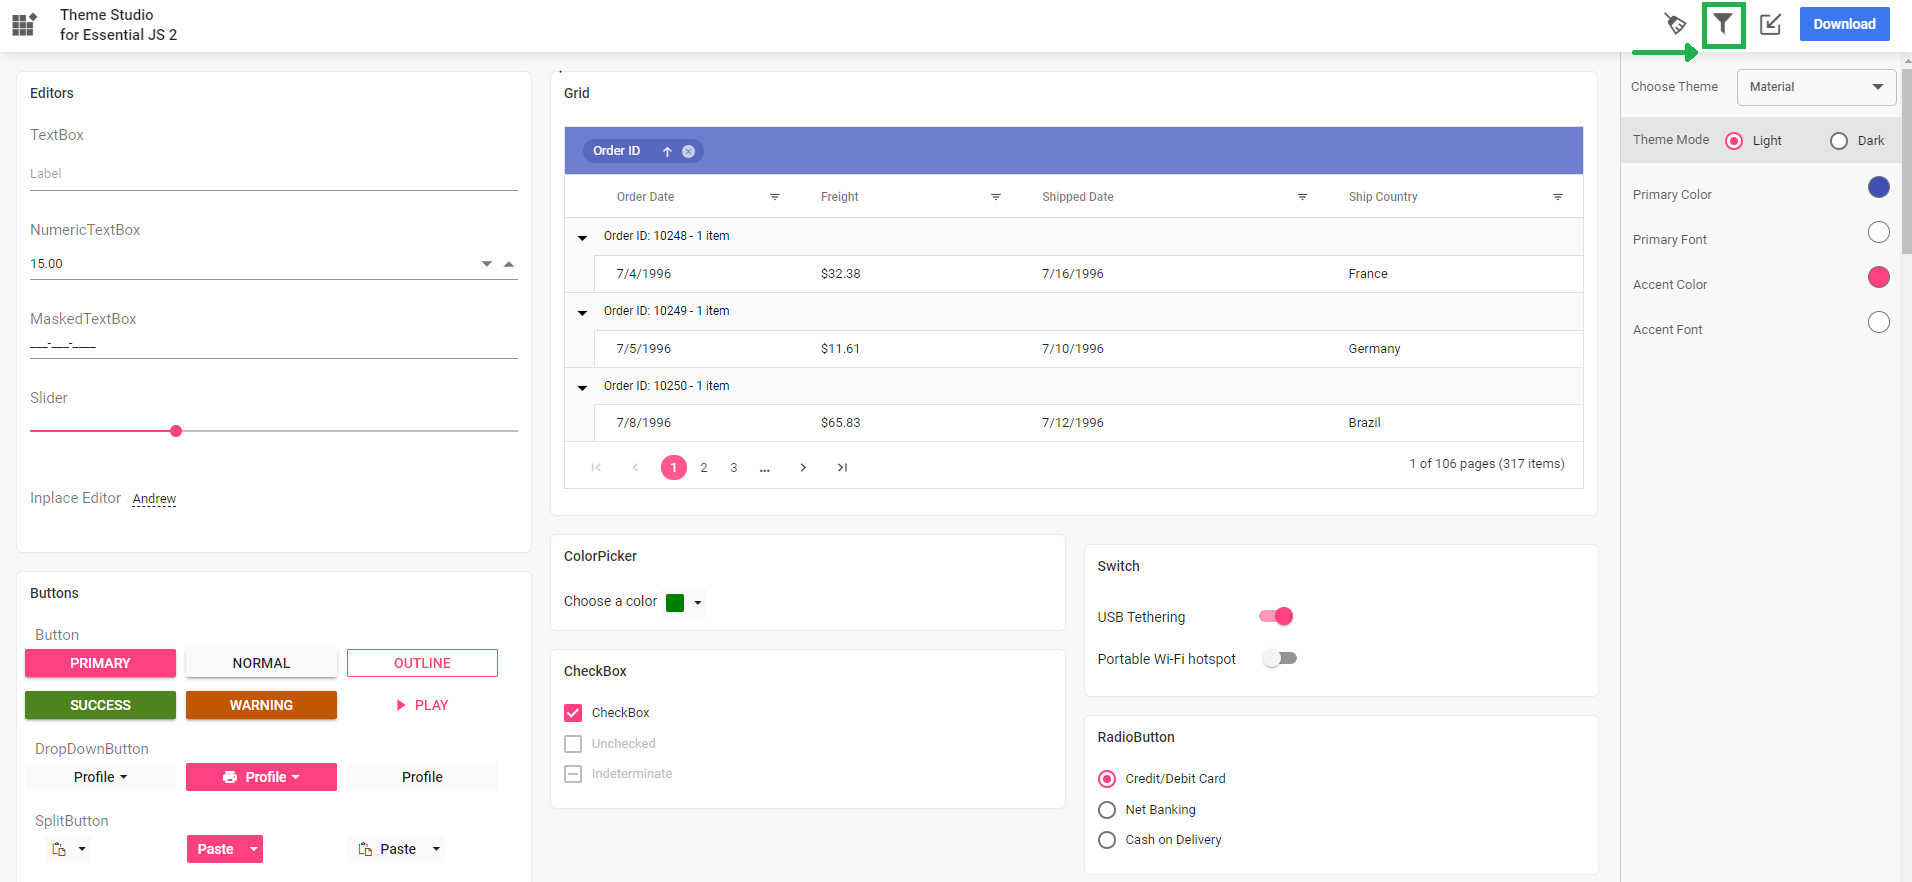 Theme Studio
for Essential JS 2
Download
Editors
TextBox
Label
NumericTextBox
15.00
MaskedTextBox
___-___-____
Slider
Inplace Editor Andrew
Buttons
Button
PRIMARY NORMAL OUTLINE
SUCCESS WARNING PLAY
DropDownButton
Profile Profile Profile
SplitButton
Paste Paste
Grid
Order ID
Order Date Freight Shipped Date Ship Country
Order ID: 10248 - 1 item
7/4/1996 $32.38 7/16/1996 France
Order ID: 10249 - 1 item
7/5/1996 $11.61 7/10/1996 Germany
Order ID: 10250 - 1 item
7/8/1996 $65.83 7/12/1996 Brazil
1 2 3 ... 1 of 106 pages (317 items)
ColorPicker
Choose a color
CheckBox
CheckBox
Unchecked
Indeterminate
Switch
USB Tethering
Portable Wi-Fi hotspot
RadioButton
Credit/Debit Card
Net Banking
Cash on Delivery
Choose Theme Material
Theme Mode Light Dark
Primary Color
Primary Font
Accent Color
Accent Font